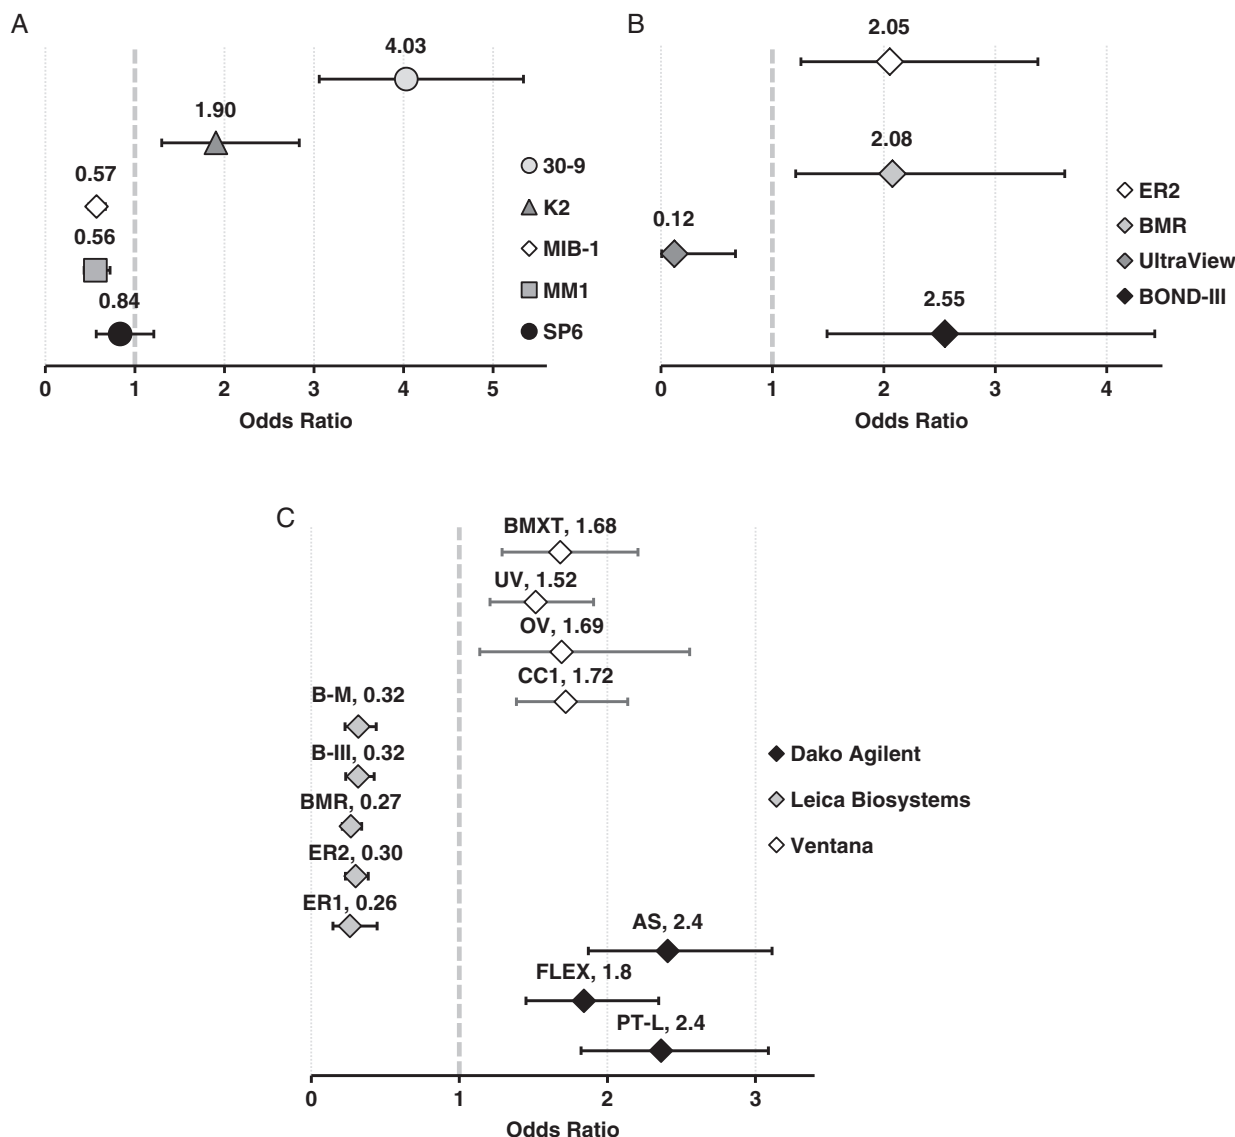 A
4.03
1.90
0.57
0.56
0.84
30-9
K2
MIB-1
MM1
SP6
0 1 2 3 4 5
Odds Ratio
B
2.05
2.08
0.12
2.55
ER2
BMR
UltraView
BOND-III
0 1 2 3 4
Odds Ratio
C
BMXT, 1.68
UV, 1.52
OV, 1.69
CC1, 1.72
B-M, 0.32
B-III, 0.32
BMR, 0.27
ER2, 0.30
ER1, 0.26
Dako Agilent
Leica Biosystems
Ventana
AS, 2.4
FLEX, 1.8
PT-L, 2.4
0 1 2 3
Odds Ratio